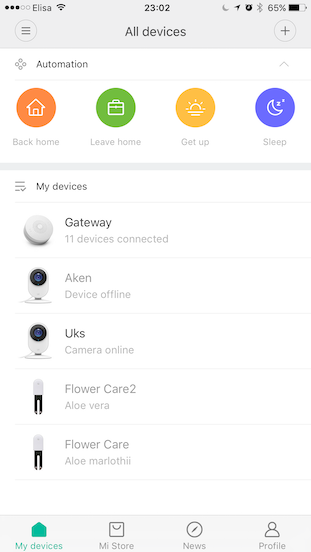 Elisa 23:02 65%
All devices
Automation
Back home Leave home Get up Sleep
My devices
Gateway
11 devices connected
Aken
Device offline
Uks
Camera online
Flower Care2
Aloe vera
Flower Care
Aloe marlothii
My devices Mi Store News Profile